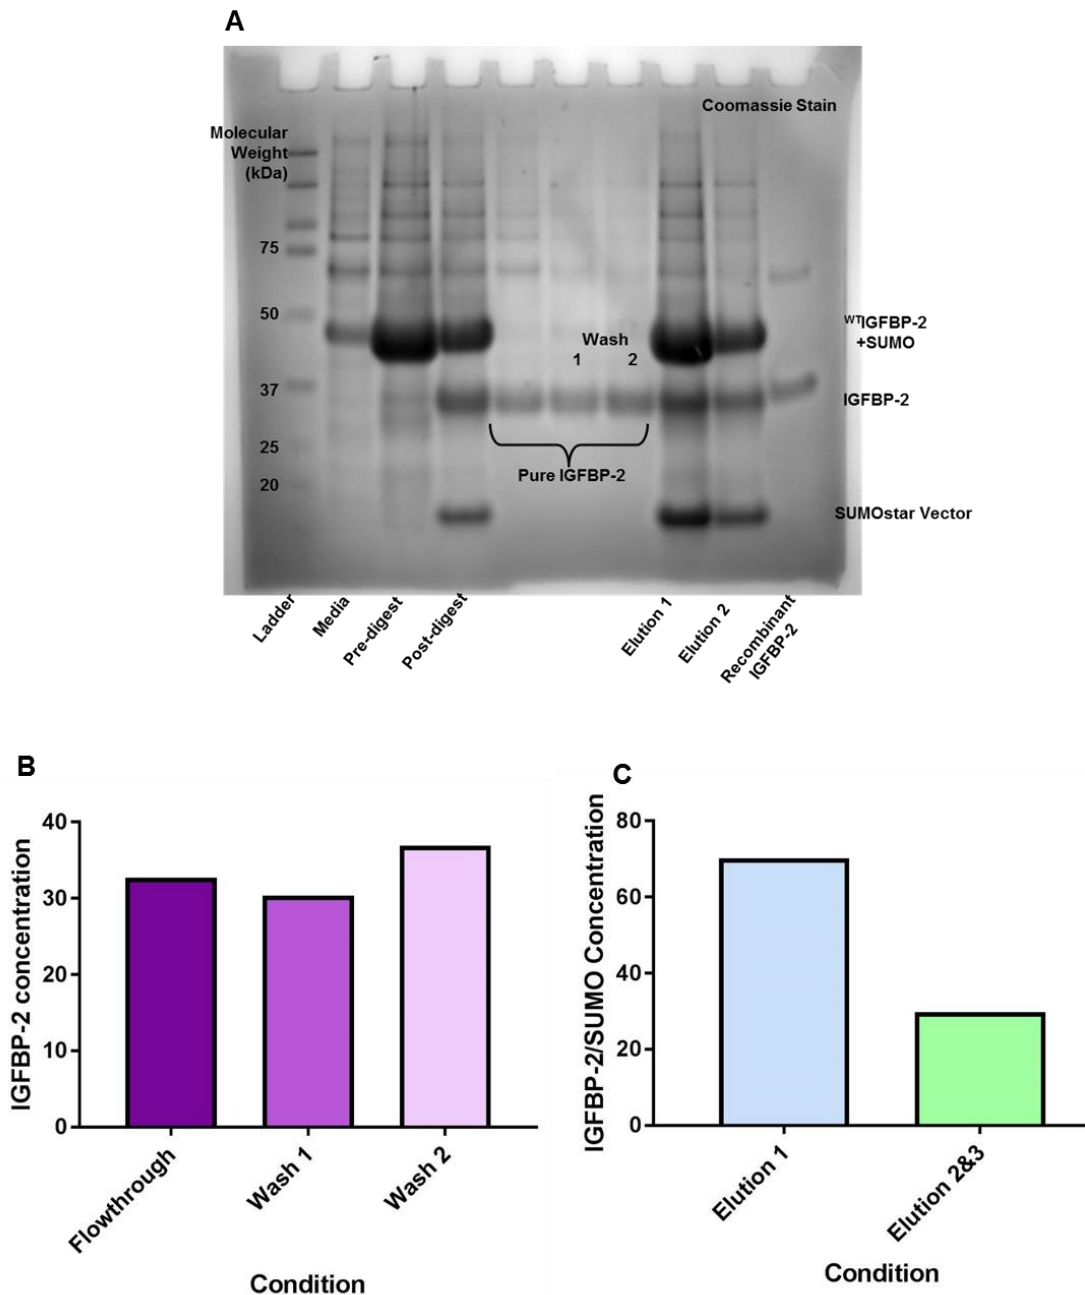 A
Coomassie Stain
Molecular
Weight
(kDa)
75
50
37
25
20
Wash
1 2
Pure IGFBP-2
WTIGFBP-2
+SUMO
IGFBP-2
SUMOstar Vector
Ladder
Media
Pre-digest
Post-digest
Elution 1
Elution 2
Recombinant
IGFBP-2
B
IGFBP-2 concentration
40
30
20
10
0
Flowthrough
Wash 1
Wash 2
Condition
C
IGFBP-2/SUMO Concentration
80
60
40
20
0
Elution 1
Elution 2&3
Condition